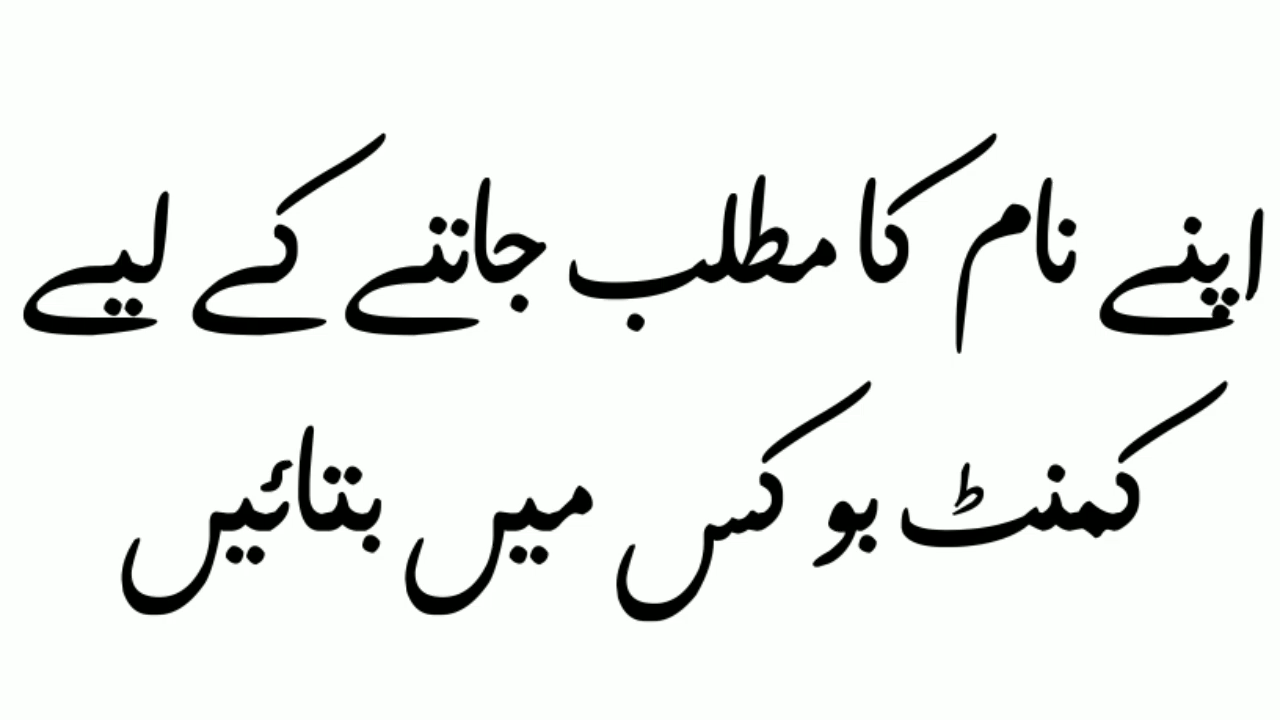 اپنے نام کا مطلب جاننے کے لیے
کمنٹ بوکس میں بتائیں